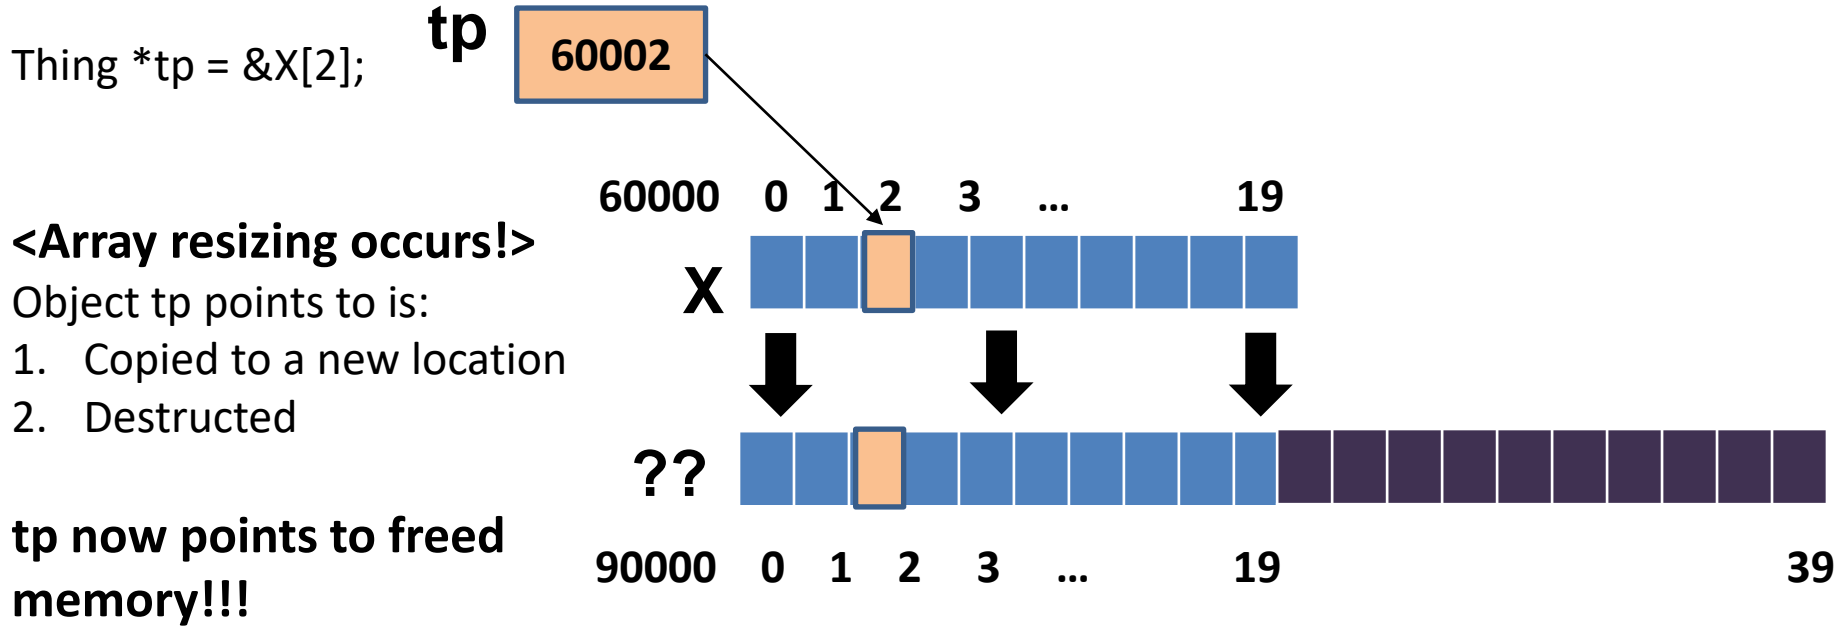 tp
60002
Thing *tp = &X[2];
60000 0 1 2 3 ... 19
<Array resizing occurs!>
X
Object tp points to is:
1. Copied to a new location
2. Destructed
??
tp now points to freed
memory!!!
90000 0 1 2 3 ... 19 39